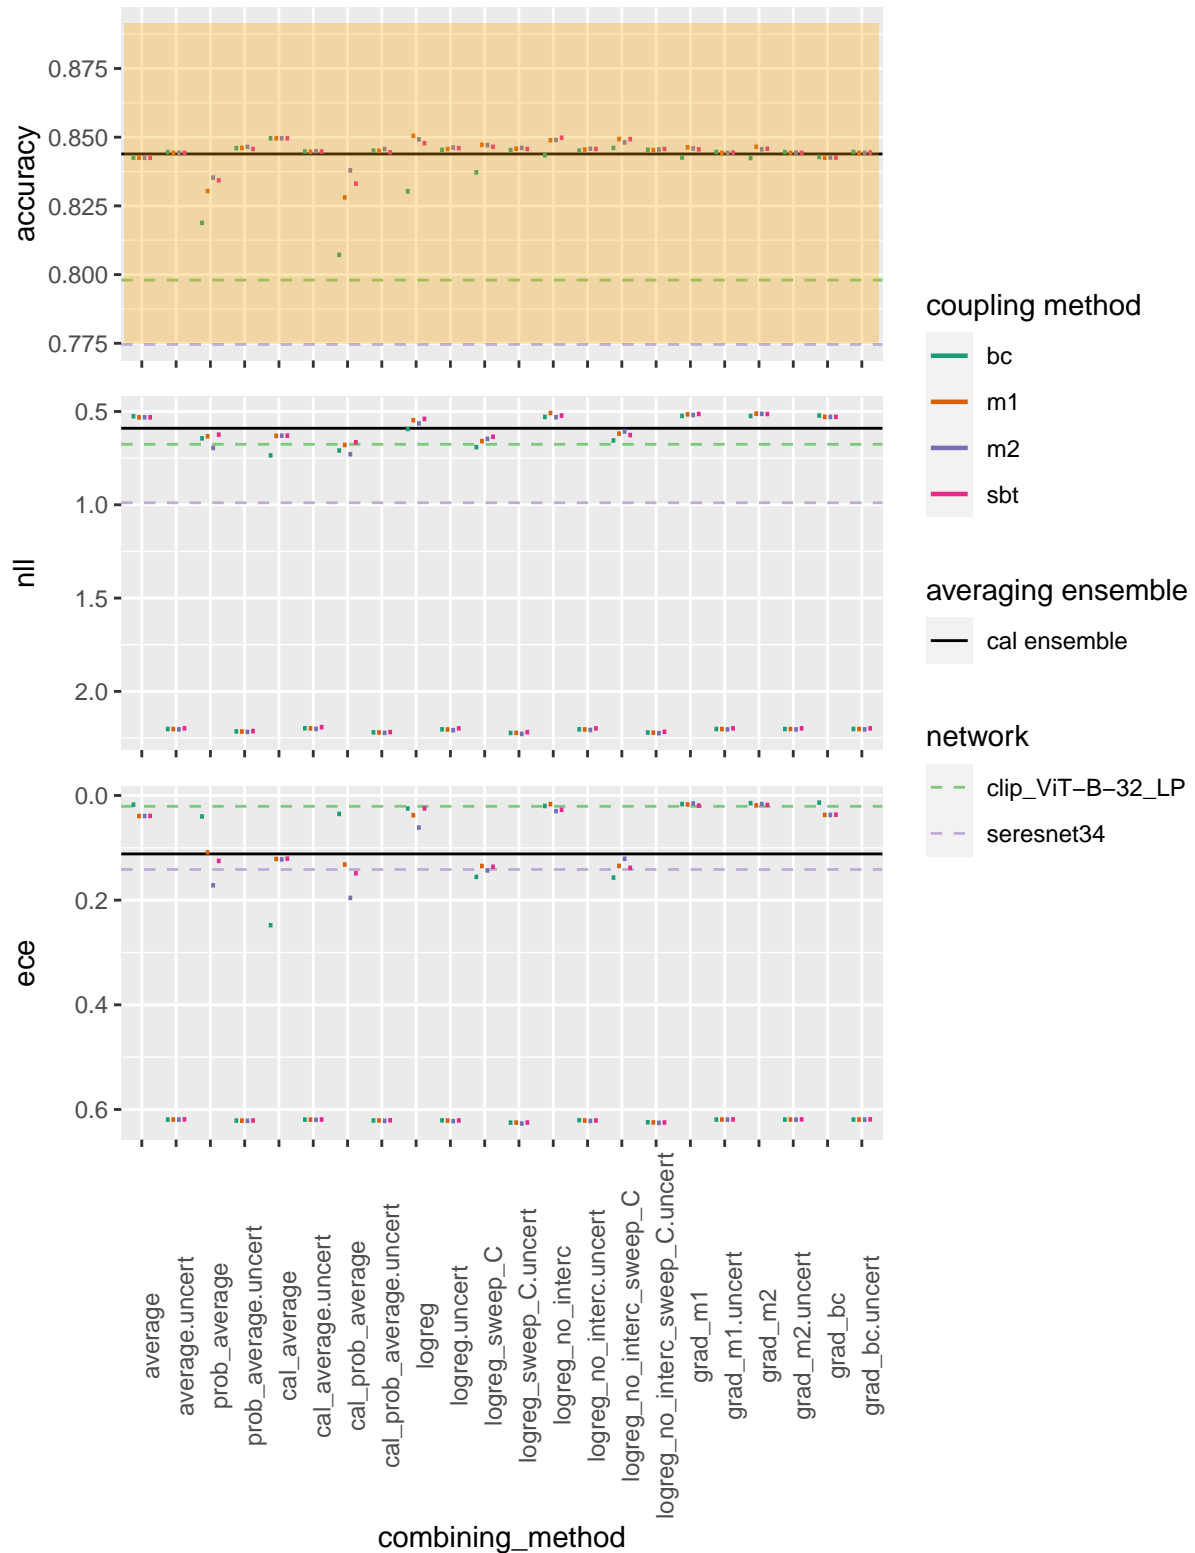 0.875
0.850
0.825
0.800
0.775
accuracy
0.5
1.0
1.5
2.0
nll
0.0
0.2
0.4
0.6
ece
average
average.uncert
prob_average
prob_average.uncert
cal_average
cal_average.uncert
cal_prob_average
cal_prob_average.uncert
logreg
logreg.uncert
logreg_sweep_C
logreg_sweep_C.uncert
logreg_no_interc
logreg_no_interc.uncert
logreg_no_interc_sweep_C
logreg_no_interc_sweep_C.uncert
grad_m1
grad_m1.uncert
grad_m2
grad_m2.uncert
grad_bc
grad_bc.uncert
combining_method
coupling method
bc
m1
m2
sbt
averaging ensemble
cal ensemble
network
clip_ViT−B−32_LP
seresnet34